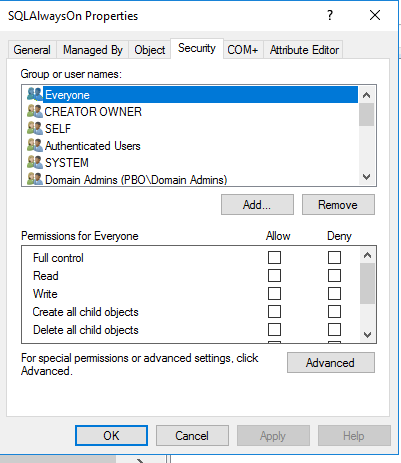 SQLAlwaysOn Properties
?
General
Managed By
Object
Security
COM+
Attribute Editor
Group or user names:
Everyone
CREATOR OWNER
SELF
Authenticated Users
SYSTEM
Domain Admins (PBO\Domain Admins)
Add...
Remove
Permissions for Everyone
Allow
Deny
Full control
Read
Write
Create all child objects
Delete all child objects
For special permissions or advanced settings, click
Advanced.
Advanced
OK
Cancel
Apply
Help